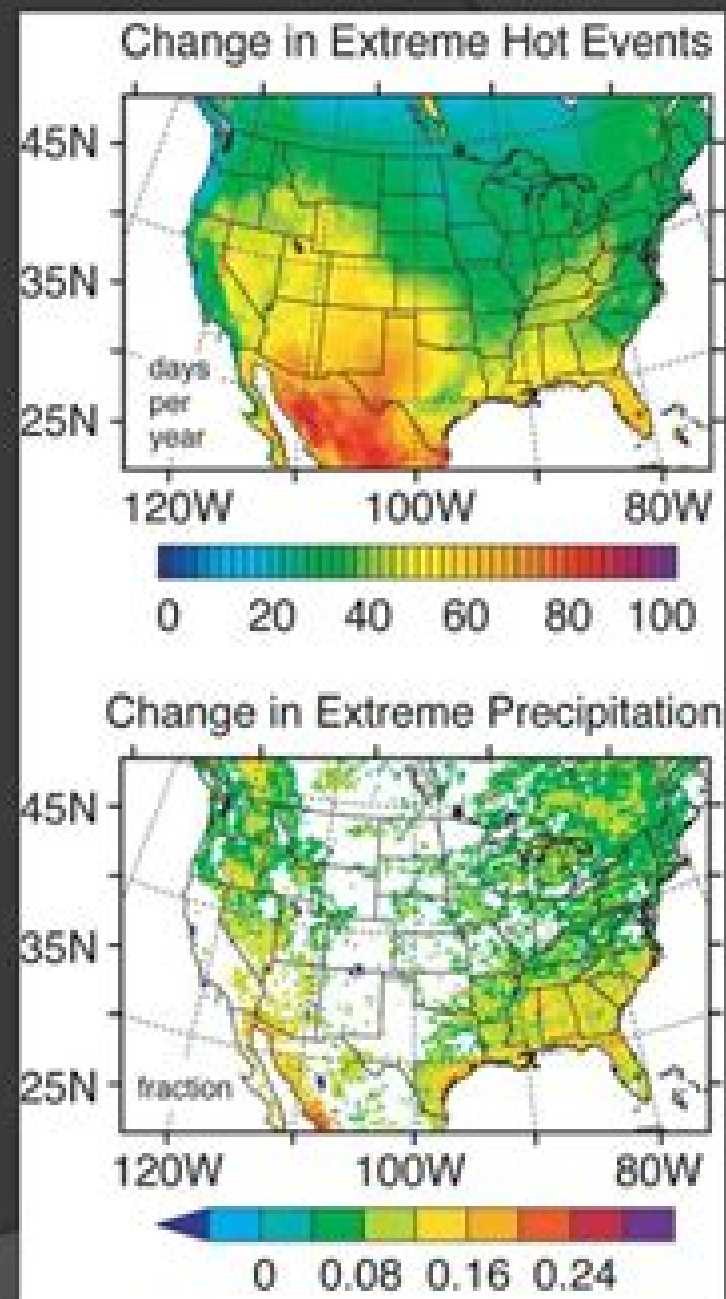 Change in Extreme Hot Events
45N
35N
25N
days
per
year
120W 100W 80W
0 20 40 60 80 100
Change in Extreme Precipitation
45N
35N
25N
fraction
120W 100W 80W
0 0.08 0.16 0.24